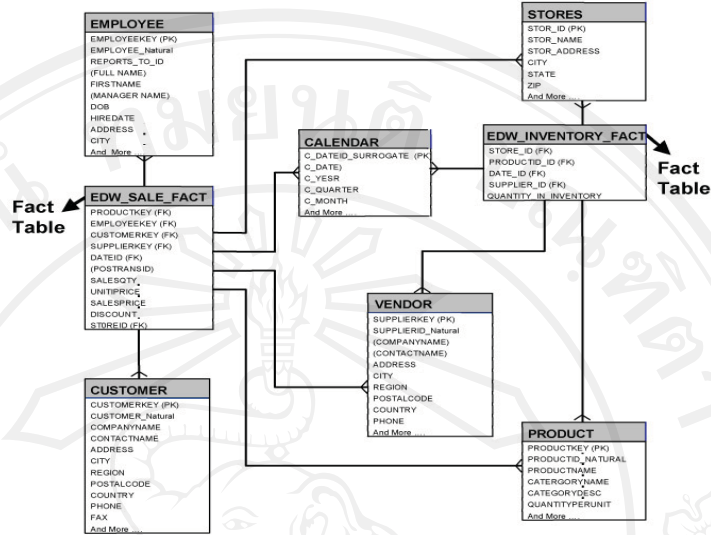 EMPLOYEE
EMPLOYEEKEY (PK)
EMPLOYEE_Natural
REPORTS_TO_ID
(FULL NAME)
FIRSTNAME
(MANAGER NAME)
DOB
HIREDATE
ADDRESS
CITY
And More ....
STORES
STOR_ID (PK)
STOR_NAME
STOR_ADDRESS
CITY
STATE
ZIP
And More ....
CALENDAR
C_DATEID_SURROGATE (PK)
C_DATE)
C_YESR
C_QUARTER
C_MONTH
And More ....
EDW_INVENTORY_FACT
STORE_ID (FK)
PRODUCTID_ID (FK)
DATE_ID (FK)
SUPPLIER_ID (FK)
QUANTITY_IN_INVENTORY
Fact
Table
Fact
Table
EDW_SALE_FACT
PRODUCTKEY (FK)
EMPLOYEEKEY (FK)
CUSTOMERKEY (FK)
SUPPLIERKEY (FK)
DATEID (FK)
(POSTRANSID)
SALESQTY
UNITIPRICE
SALESPRICE
DISCOUNT
STOREID (FK)
VENDOR
SUPPLIERKEY (PK)
SUPPLIERID_Natural
(COMPANYNAME)
(CONTACTNAME)
ADDRESS
CITY
REGION
POSTALCODE
COUNTRY
PHONE
And More ....
CUSTOMER
CUSTOMERKEY (PK)
CUSTOMER_Natural
COMPANYNAME
CONTACTNAME
ADDRESS
CITY
REGION
POSTALCODE
COUNTRY
PHONE
FAX
And More ....
PRODUCT
PRODUCTKEY (PK)
PRODUCTID_NATURAL
PRODUCTNAME
CATERGORYNAME
CATEGORYDESC
QUANTITYPERUNIT
And More ....